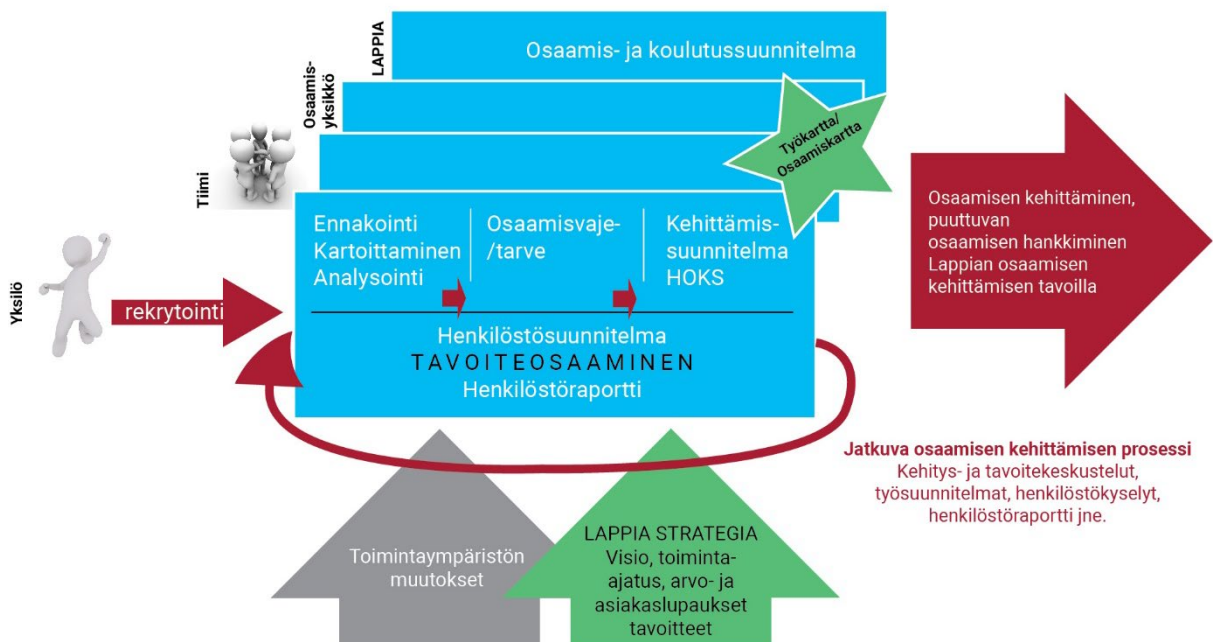 LAPPIA
Osaamis- ja koulutussuunnitelma
Osaamis-
yksikkö
Tiimi
Yksilö
Työkartta/
Osaamiskartta
rekrytointi
Ennakointi
Kartoittaminen
Analysointi
Osaamisvaje-
/tarve
Kehittämis-
suunnitelma
HOKS
Henkilöstösuunnitelma
TAVOITEOSAAMINEN
Henkilöstöraportti
Osaamisen kehittäminen,
puuttuvan
osaamisen hankkiminen
Lappian osaamisen
kehittämisen tavoilla
Jatkuva osaamisen kehittämisen prosessi
Kehitys- ja tavoitekeskustelut,
työsuunnitelmat, henkilöstökyselyt,
henkilöstöraportti jne.
Toimintaympäristön
muutokset
LAPPIA STRATEGIA
Visio, toiminta-
ajatus, arvo- ja
asiakaslupaukset
tavoitteet